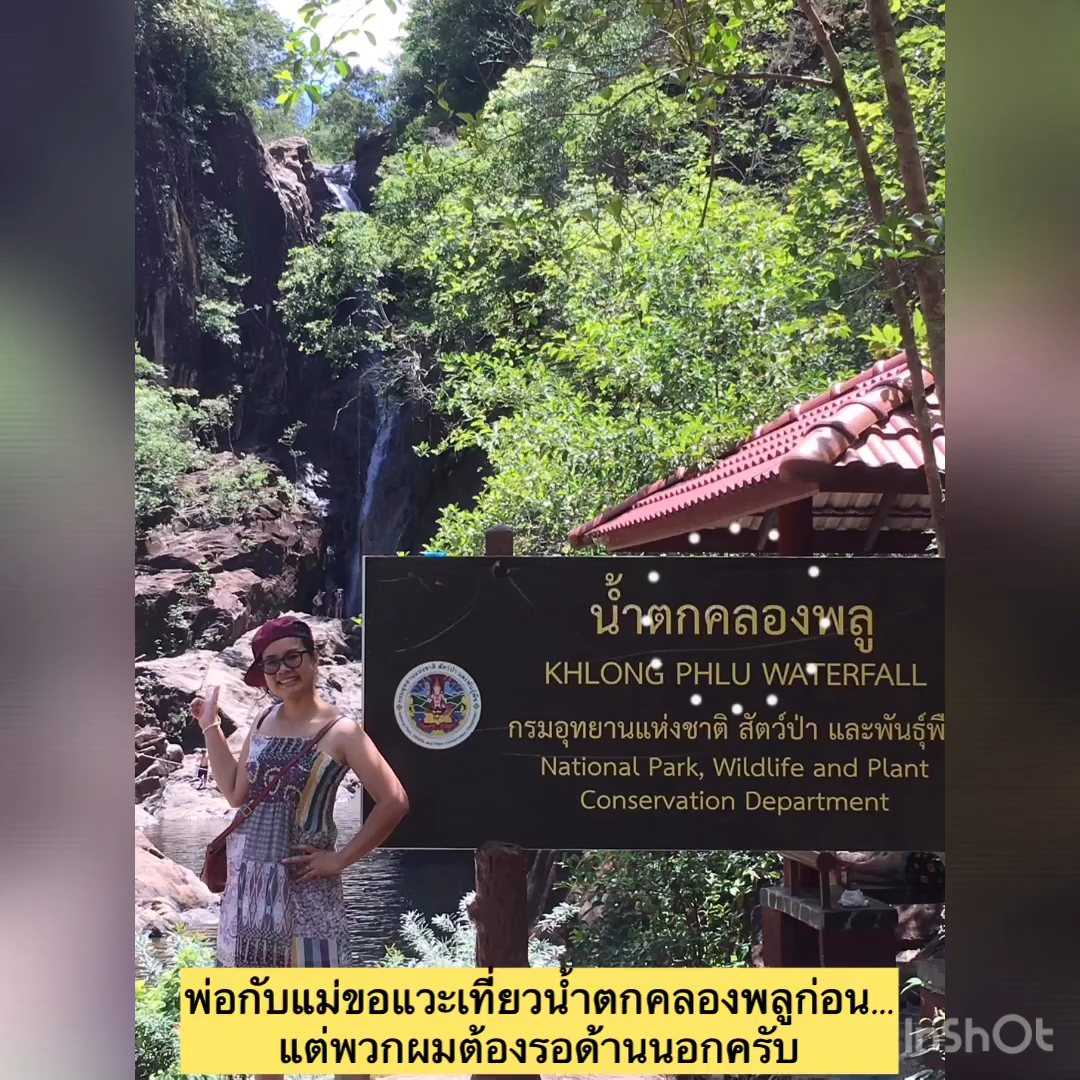 น้ำตกคลองพลู
KHLONG PHLU WATERFALL
กรมอุทยานแห่งชาติ สัตว์ป่า และพันธุ์พื
National Park, Wildlife and Plant
Conservation Department
พ่อกับแม่ขอแวะเที่ยวน้ำตกคลองพลูก่อน...
แต่พวกผมต้องรอด้านนอกครับ
InShOt